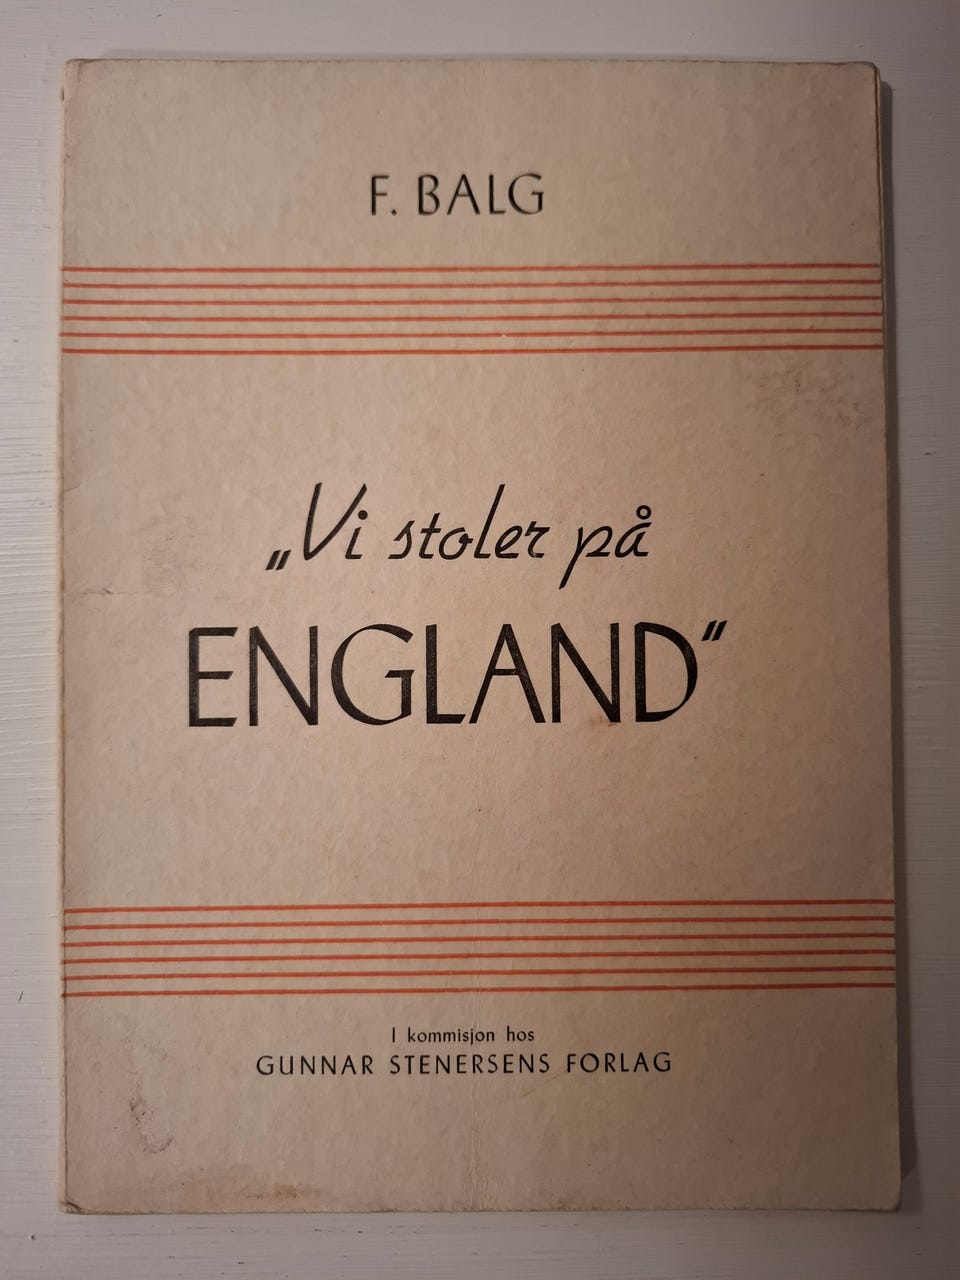 F. BALG
„Vi stoler på
ENGLAND“
I kommisjon hos
GUNNAR STENERSENS FORLAG